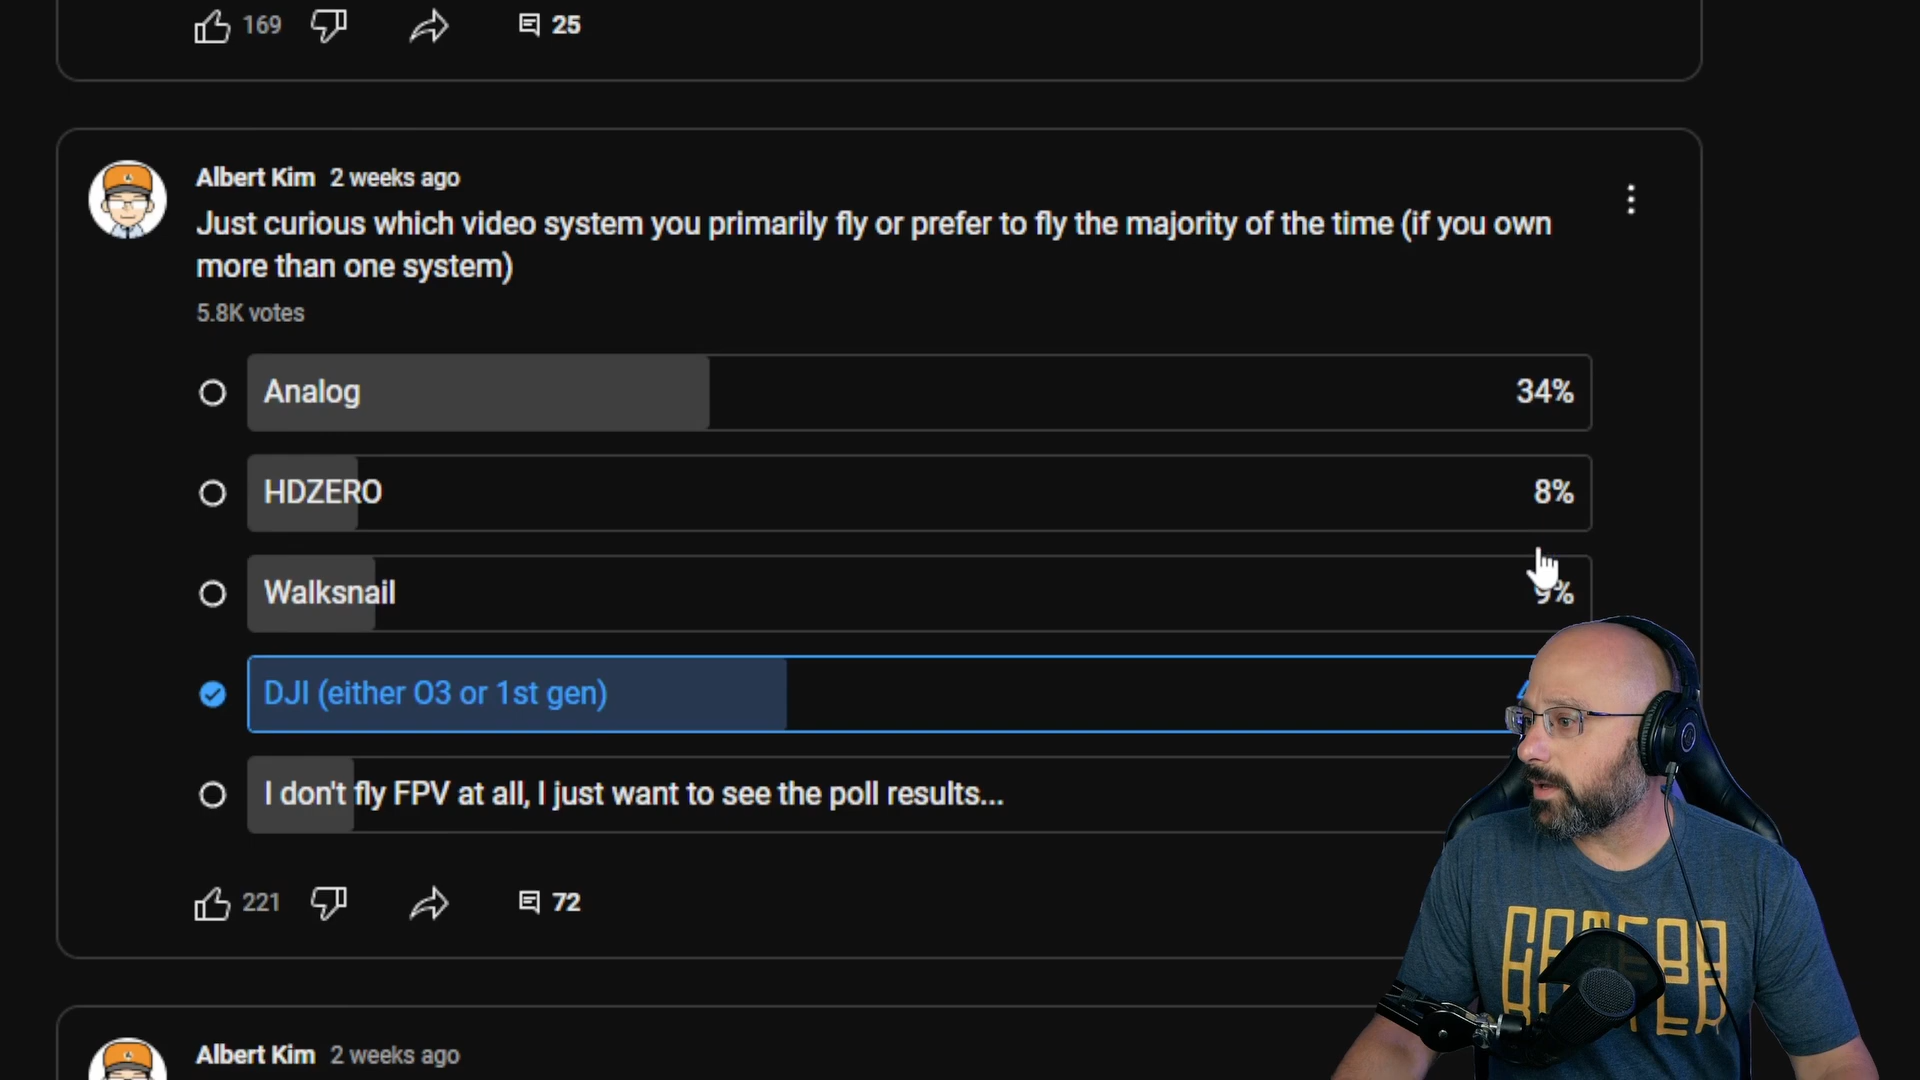 169
25
Albert Kim 2 weeks ago
Just curious which video system you primarily fly or prefer to fly the majority of the time (if you own
more than one system)
5.8K votes
Analog 34%
HDZERO 8%
Walksnail 9%
DJI (either O3 or 1st gen)
I don't fly FPV at all, I just want to see the poll results...
221
72
Albert Kim 2 weeks ago